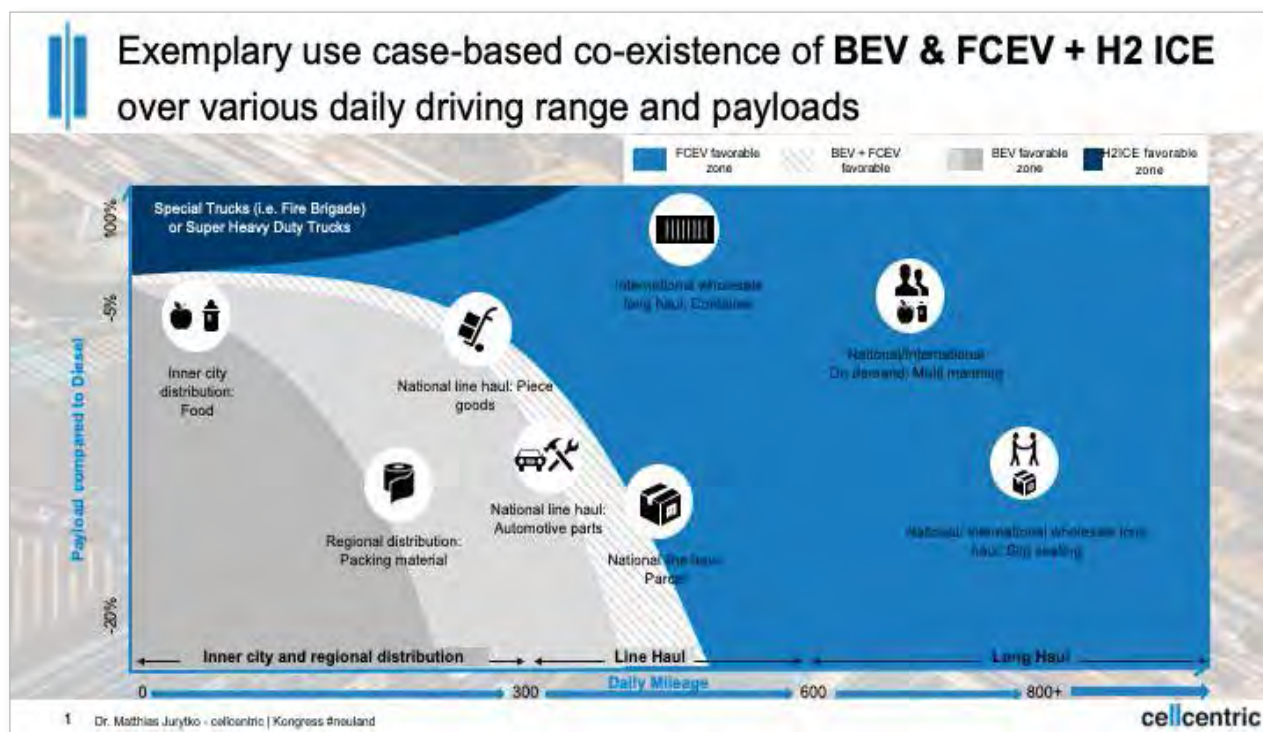 Exemplary use case-based co-existence of BEV & FCEV + H2 ICE
over various daily driving range and payloads
FCEV favorable
zone
BEV + FCEV
favorable
BEV favorable
zone
H2ICE favorable
zone
Payload compared to Diesel
100%
-5%
-20%
Special Trucks (i.e. Fire Brigade)
or Super Heavy Duty Trucks
International wholesale
long haul: Container
National/International
On demand: Multi manning
Inner city
distribution:
Food
National line haul: Piece
goods
National line haul:
Automotive parts
Regional distribution:
Packing material
National line haul:
Parcel
National/ International wholesale long
haul:
Inner city and regional distribution
Line Haul
Long Haul
Daily Mileage
0
300
600
800+
1 Dr. Matthias Jurytko - cellcentric | Kongress #neuland
cellcentric